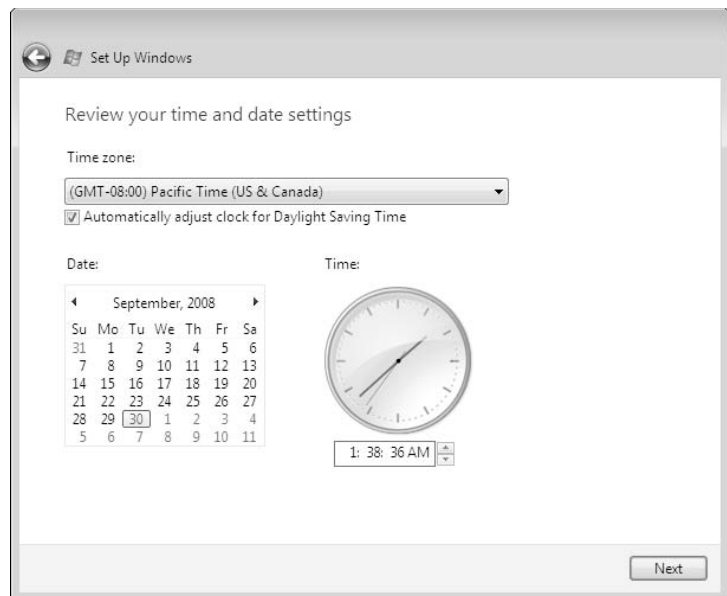 Set Up Windows
Review your time and date settings
Time zone:
(GMT-08:00) Pacific Time (US & Canada)
Automatically adjust clock for Daylight Saving Time
Date:
Time:
September, 2008
Su Mo Tu We Th Fr Sa
31 1 2 3 4 5 6
7 8 9 10 11 12 13
14 15 16 17 18 19 20
21 22 23 24 25 26 27
28 29 30 1 2 3 4
5 6 7 8 9 10 11
1: 38: 36 AM
Next